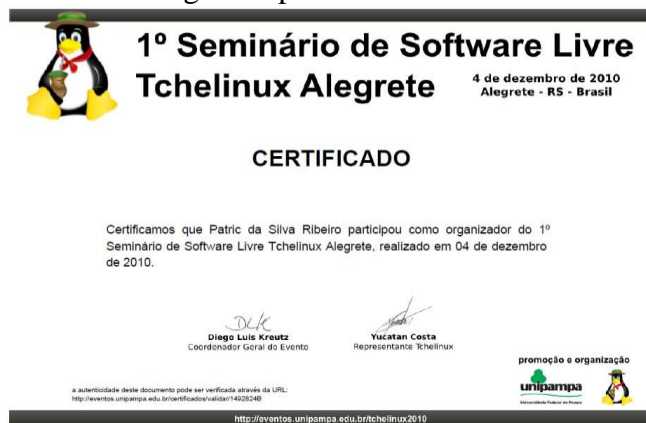 1º Seminário de Software Livre
Tchelinux Alegrete
4 de dezembro de 2010
Alegrete - RS - Brasil
CERTIFICADO
Certificamos que Patric da Silva Ribeiro participou como organizador do 1º
Seminário de Software Livre Tchelinux Alegrete, realizado em 04 de dezembro
de 2010.
Diego Luis Kreutz
Coordenador Geral do Evento
Yucatan Costa
Representante Tchelinux
promoção e organização
a autenticidade deste documento pode ser verificada através da URL:
http://eventos.unipampa.edu.br/certificados/validar/1492824B
unipampa
Universidade Federal do Pampa
http://eventos.unipampa.edu.br/tchelinux2010